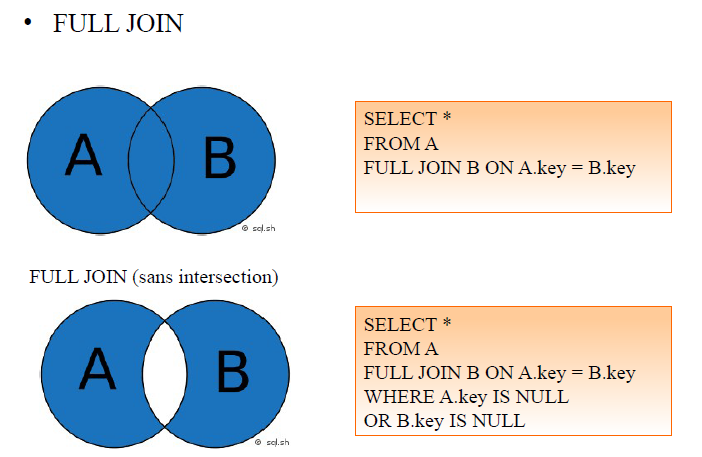 • FULL JOIN
A B
© sql.sh
SELECT *
FROM A
FULL JOIN B ON A.key = B.key
FULL JOIN (sans intersection)
A B
© sql.sh
SELECT *
FROM A
FULL JOIN B ON A.key = B.key
WHERE A.key IS NULL
OR B.key IS NULL